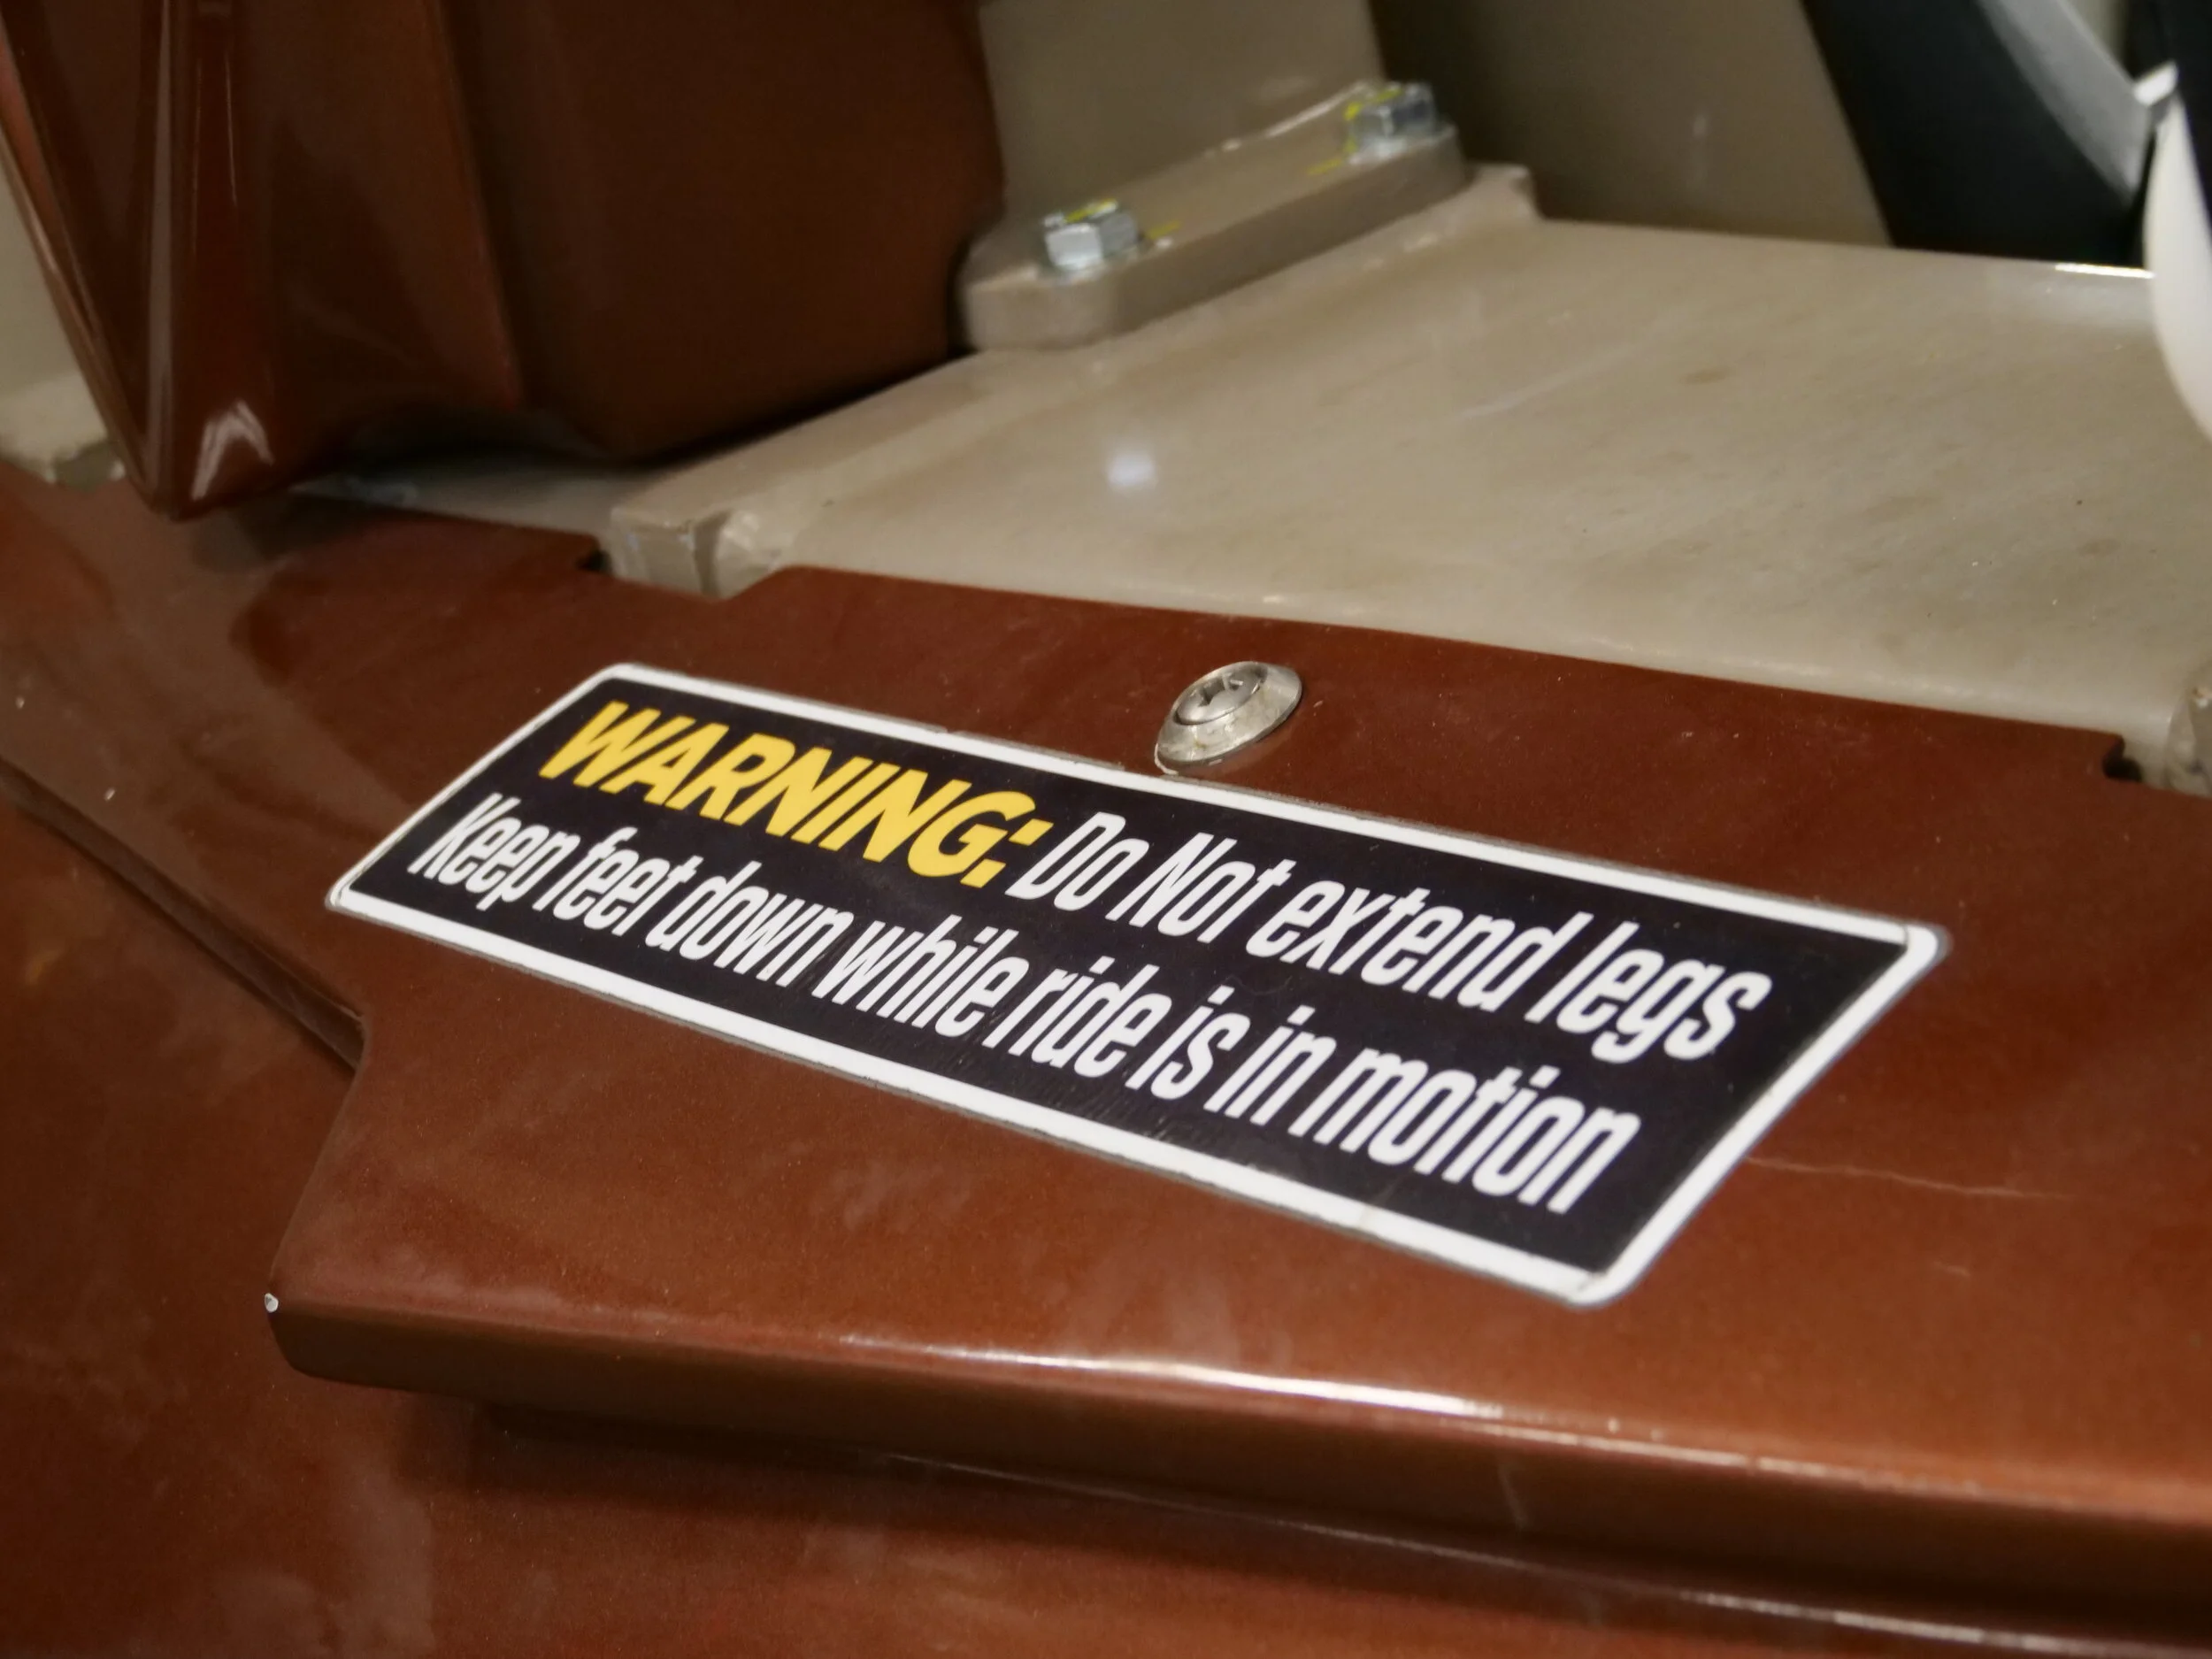 WARNING: Do Not extend legs
Keep feet down while ride is in motion